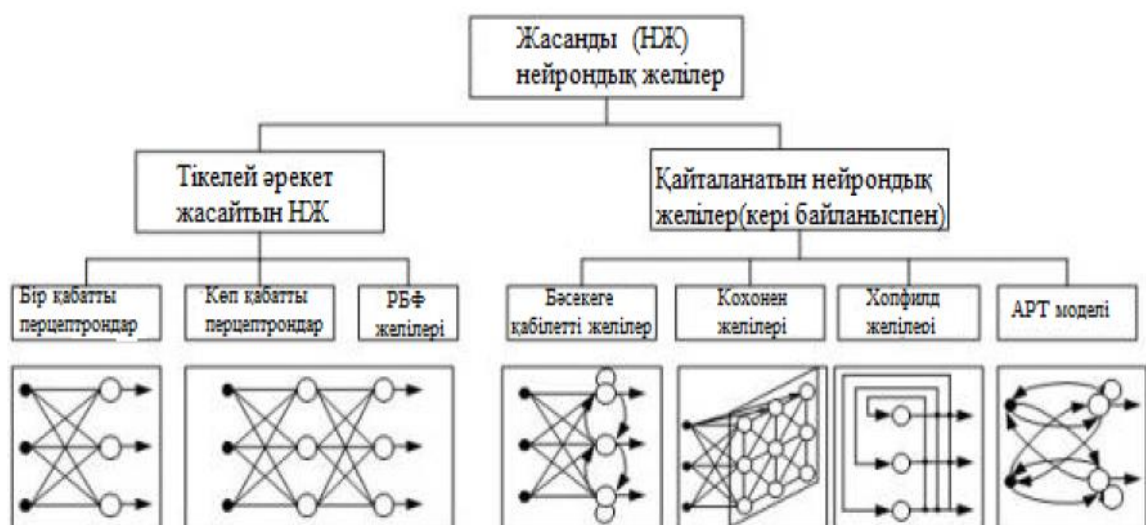 Жасанды (НЖ)
нейрондық желілер
Тікелей әрекет
жасайтын НЖ
Қайталанатын нейрондық
желілер(кері байланыспен)
Бір қабатты
перцептрондар
Көп қабатты
перцептрондар
РБФ
желілері
Бәсекеге
қабілетті желілер
Кохонен
желілері
Хопфилд
желілері
АРТ моделі